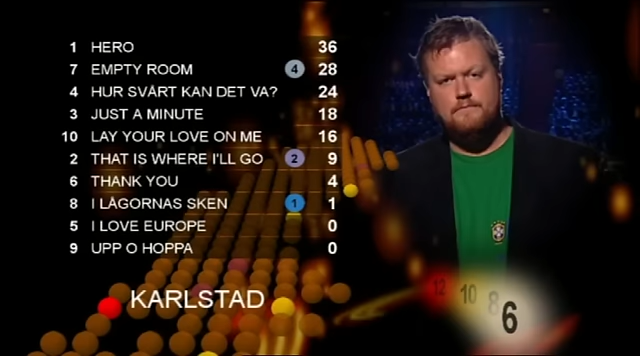 1 HERO 36
7 EMPTY ROOM 4 28
4 HUR SVÅRT KAN DET VA? 24
3 JUST A MINUTE 18
10 LAY YOUR LOVE ON ME 16
2 THAT IS WHERE I'LL GO 2 9
6 THANK YOU 4
8 I LÅGORNAS SKEN 1 1
5 I LOVE EUROPE 0
9 UPP O HOPPA 0
KARLSTAD
12 10 8 6